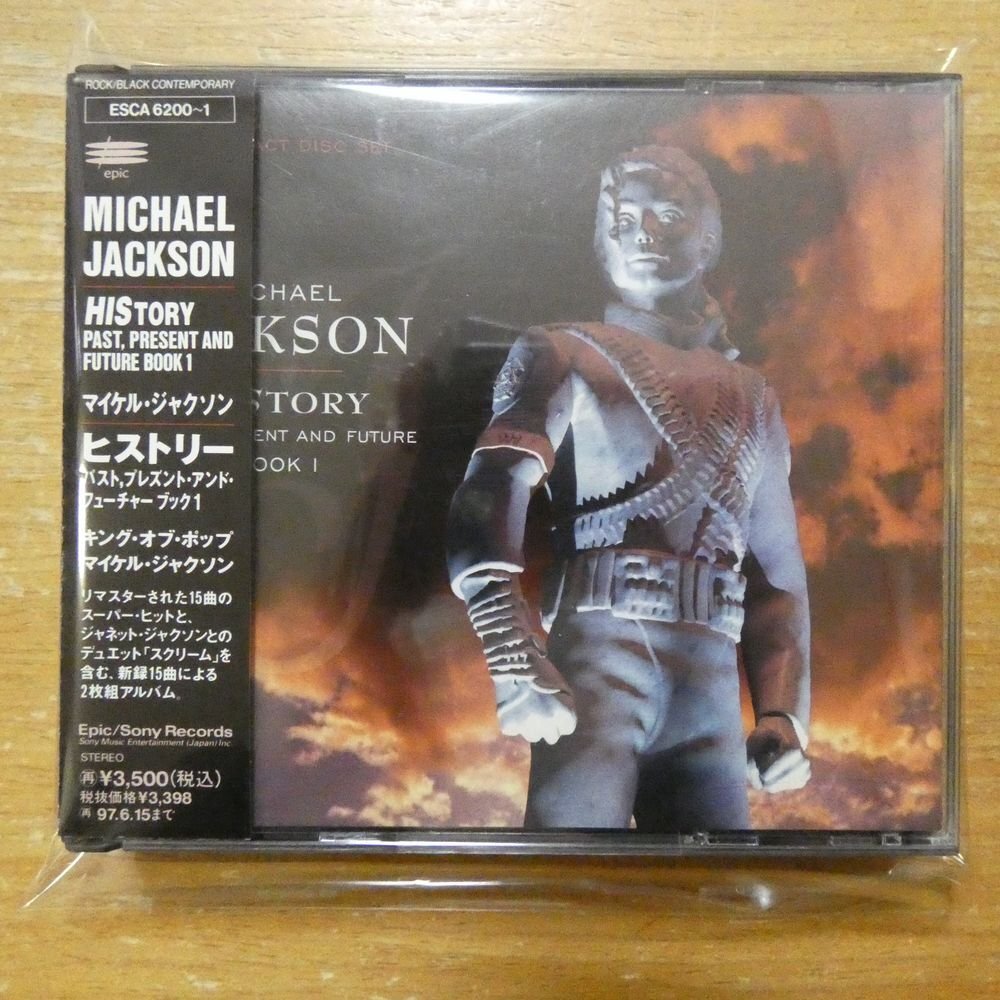 ROCK/BLACK CONTEMPORARY
ESCA 6200~1
epic
MICHAEL
JACKSON
HISTORY
PAST, PRESENT AND
FUTURE BOOK 1
マイケル・ジャクソン
ヒストリー
パスト,プレズント・アンド・
フューチャー ブック1
キング・オブ・ポップ
マイケル・ジャクソン
リマスターされた15曲の
スーパー・ヒットと、
ジャネット・ジャクソンとの
デュエット「スクリーム」を
含む、新録15曲による
2枚組アルバム。
Epic/Sony Records
Sony Music Entertainment (Japan) Inc.
STEREO
再 ¥3,500(税込)
税抜価格¥3,398
再 97.6.15まで
ACT DISC SET
CHAEL
KSON
STORY
ENT AND FUTURE
OOK I